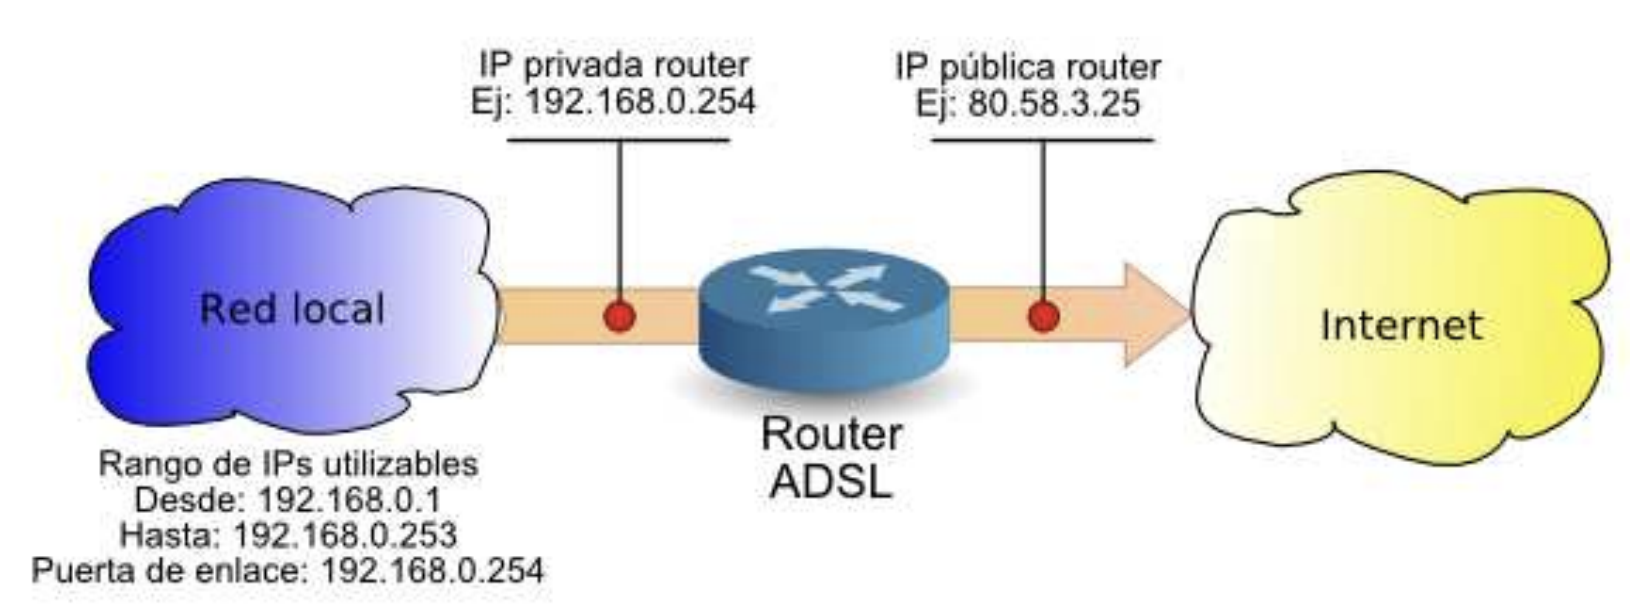 IP privada router
Ej: 192.168.0.254
IP pública router
Ej: 80.58.3.25
Red local
Internet
Router
ADSL
Rango de IPs utilizables
Desde: 192.168.0.1
Hasta: 192.168.0.253
Puerta de enlace: 192.168.0.254